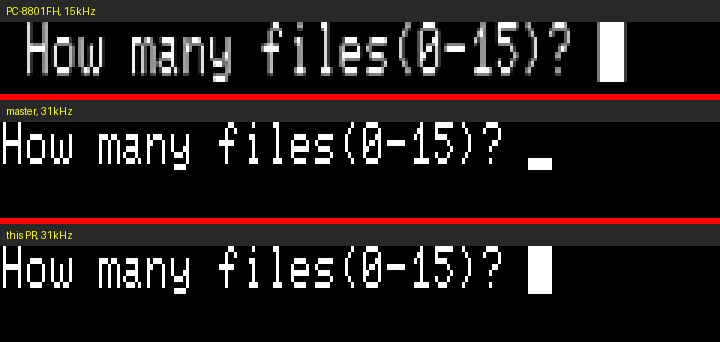 PC-8801FH, 15kHz
How many files(0-15)?
master, 31kHz
How many files(0-15)?
this PR, 31kHz
How many files(0-15)?